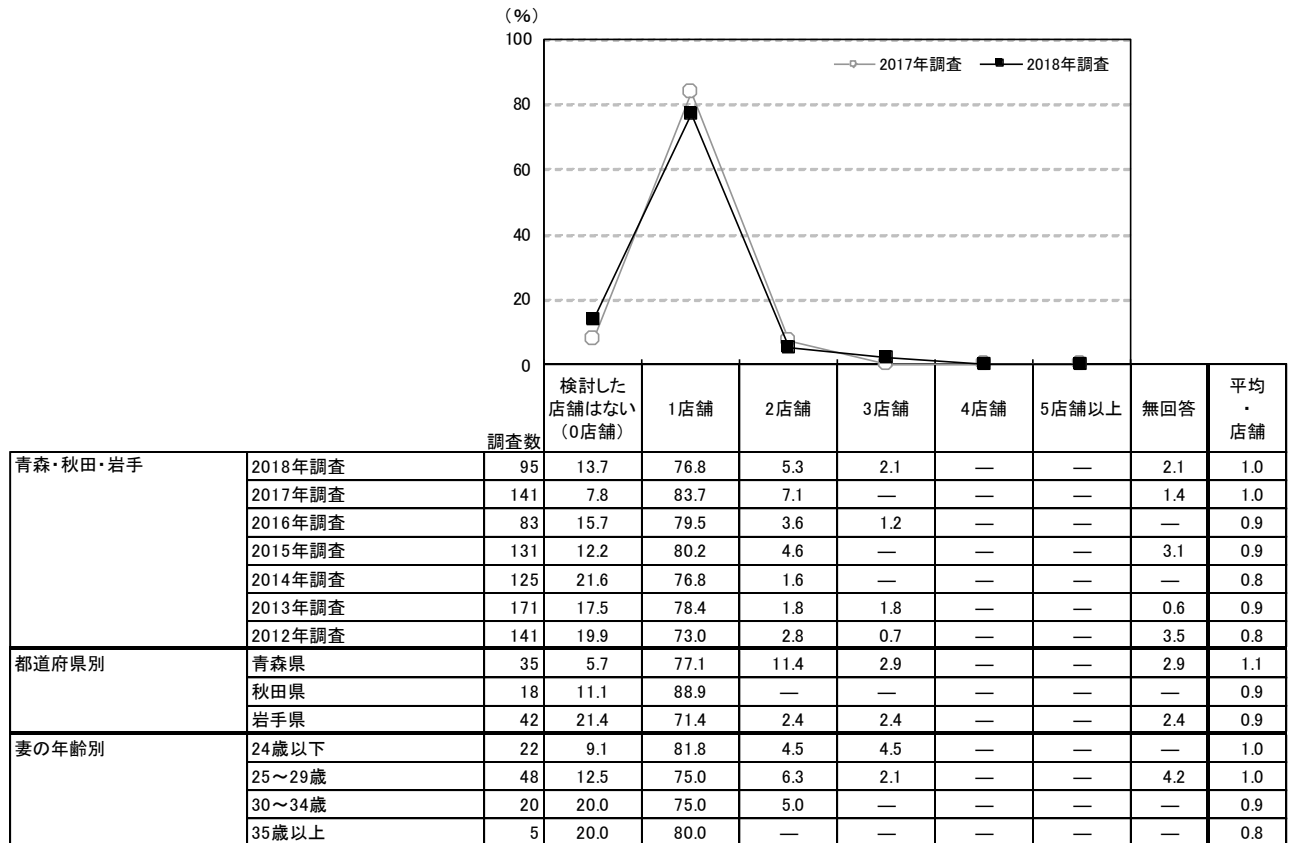 （％）
100
80
60
40
20
0
2017年調査 2018年調査
調査数 検討した店舗はない（0店舗） 1店舗 2店舗 3店舗 4店舗 5店舗以上 無回答 平均・店舗
青森・秋田・岩手 2018年調査 95 13.7 76.8 5.3 2.1 — — 2.1 1.0
2017年調査 141 7.8 83.7 7.1 — — — 1.4 1.0
2016年調査 83 15.7 79.5 3.6 1.2 — — — 0.9
2015年調査 131 12.2 80.2 4.6 — — — 3.1 0.9
2014年調査 125 21.6 76.8 1.6 — — — — 0.8
2013年調査 171 17.5 78.4 1.8 1.8 — — 0.6 0.9
2012年調査 141 19.9 73.0 2.8 0.7 — — 3.5 0.8
都道府県別 青森県 35 5.7 77.1 11.4 2.9 — — 2.9 1.1
秋田県 18 11.1 88.9 — — — — — 0.9
岩手県 42 21.4 71.4 2.4 2.4 — — 2.4 0.9
妻の年齢別 24歳以下 22 9.1 81.8 4.5 4.5 — — — 1.0
25～29歳 48 12.5 75.0 6.3 2.1 — — 4.2 1.0
30～34歳 20 20.0 75.0 5.0 — — — — 0.9
35歳以上 5 20.0 80.0 — — — — — 0.8